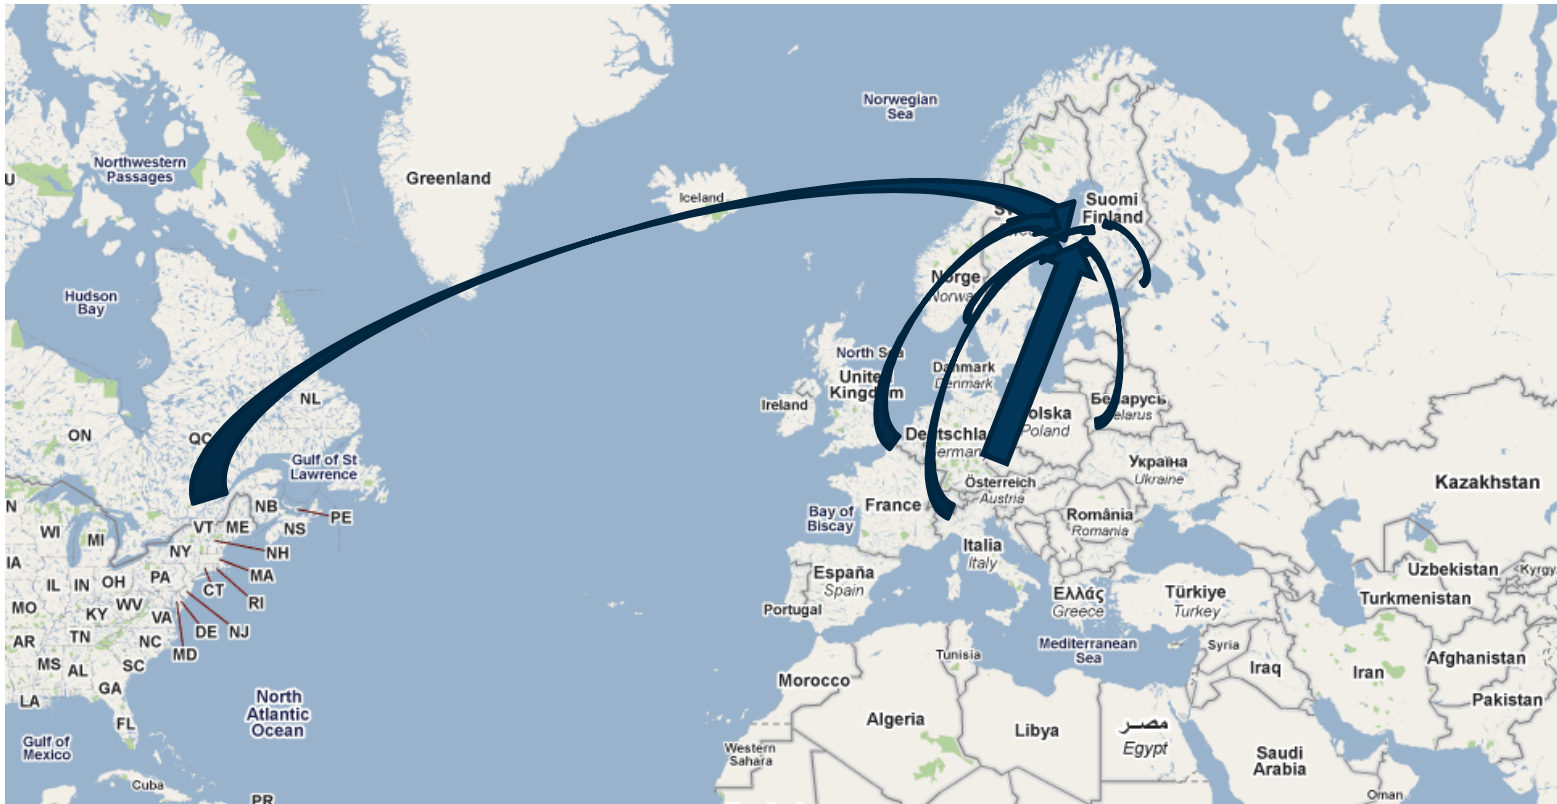 Norwegian
Sea
Northwestern
Passages
U
Greenland
Iceland
Suomi
Finland
Norge
Hudson
Bay
North Sea
United
Kingdom
Danmark
Denmark
Ireland
NL
ON
QC
Polska
Poland
Беларусь
Belarus
Україна
Ukraine
Gulf of St
Lawrence
Österreich
Austria
Kazakhstan
France
Bay of
Biscay
România
Romania
N
NB
PE
NS
WI
MI
VT
ME
NY
NH
Italia
Italy
IA
IL
IN
OH
PA
MA
CT
RI
España
Spain
Uzbekistan
Turkmenistan
MO
KY
WV
VA
DE
NJ
Portugal
Ελλάς
Greece
Türkiye
Turkey
AR
TN
NC
MD
Mediterranean
Sea
Syria
Tunisia
MS
AL
SC
GA
Morocco
Iraq
Iran
Afghanistan
Pakistan
LA
FL
North
Atlantic
Ocean
Algeria
Libya
مصر
Egypt
Gulf of
Mexico
Western
Sahara
Saudi
Arabia
Cuba
PR
Oman